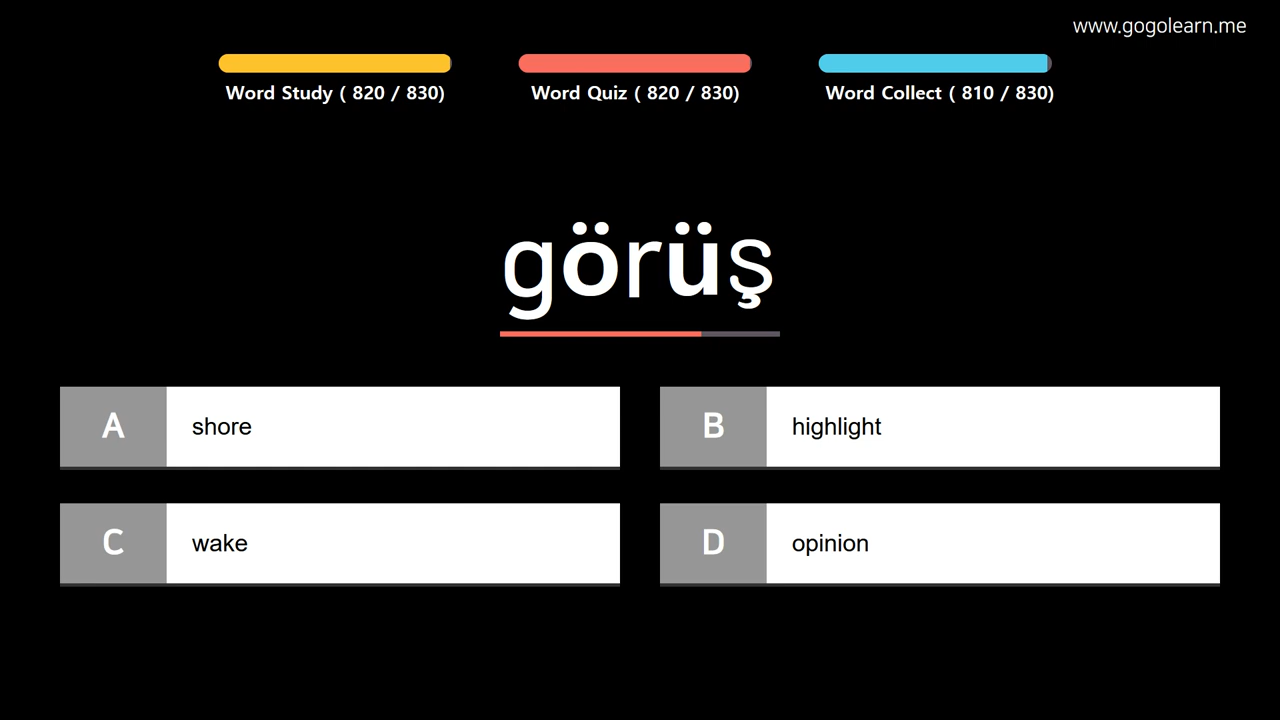 www.gogolearn.me
Word Study ( 820 / 830)
Word Quiz ( 820 / 830)
Word Collect ( 810 / 830)
görüş
A shore
B highlight
C wake
D opinion